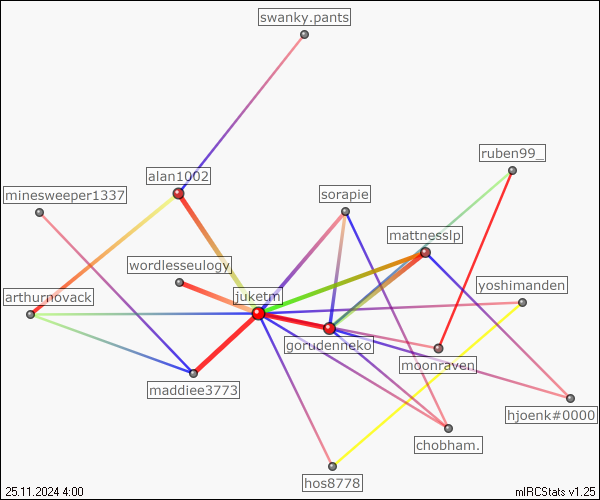 swanky.pants
ruben99_
alan1002
minesweeper1337
sorapie
mattnesslp
wordlesseulogy
yoshimanden
arthurnovack
juketm
gorudenneko
moonraven
maddiee3773
hjoenk#0000
chobham.
hos8778
25.11.2024 4:00
mIRCStats v1.25